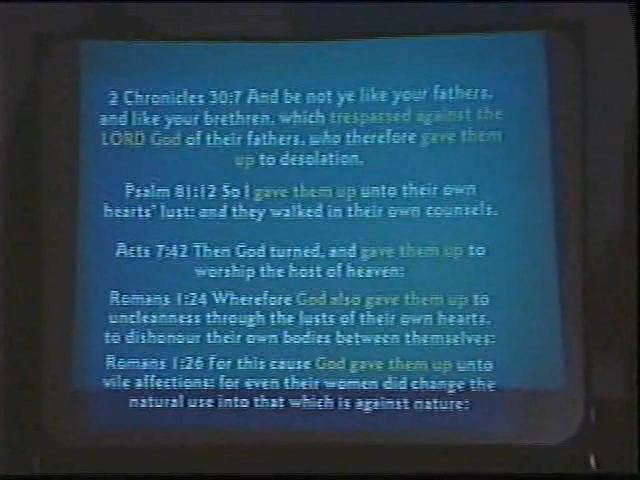 2 Chronicles 30:7 And be not ye like your fathers,
and like your brethren, which trespassed against the
LORD God of their fathers, who therefore gave them
up to desolation.
Psalm 81:12 So I gave them up unto their own
hearts' lust: and they walked in their own counsels.
Acts 7:42 Then God turned, and gave them up to
worship the host of heaven;
Romans 1:24 Wherefore God also gave them up to
uncleanness through the lusts of their own hearts,
to dishonour their own bodies between themselves:
Romans 1:26 For this cause God gave them up unto
vile affections: for even their women did change the
natural use into that which is against nature: